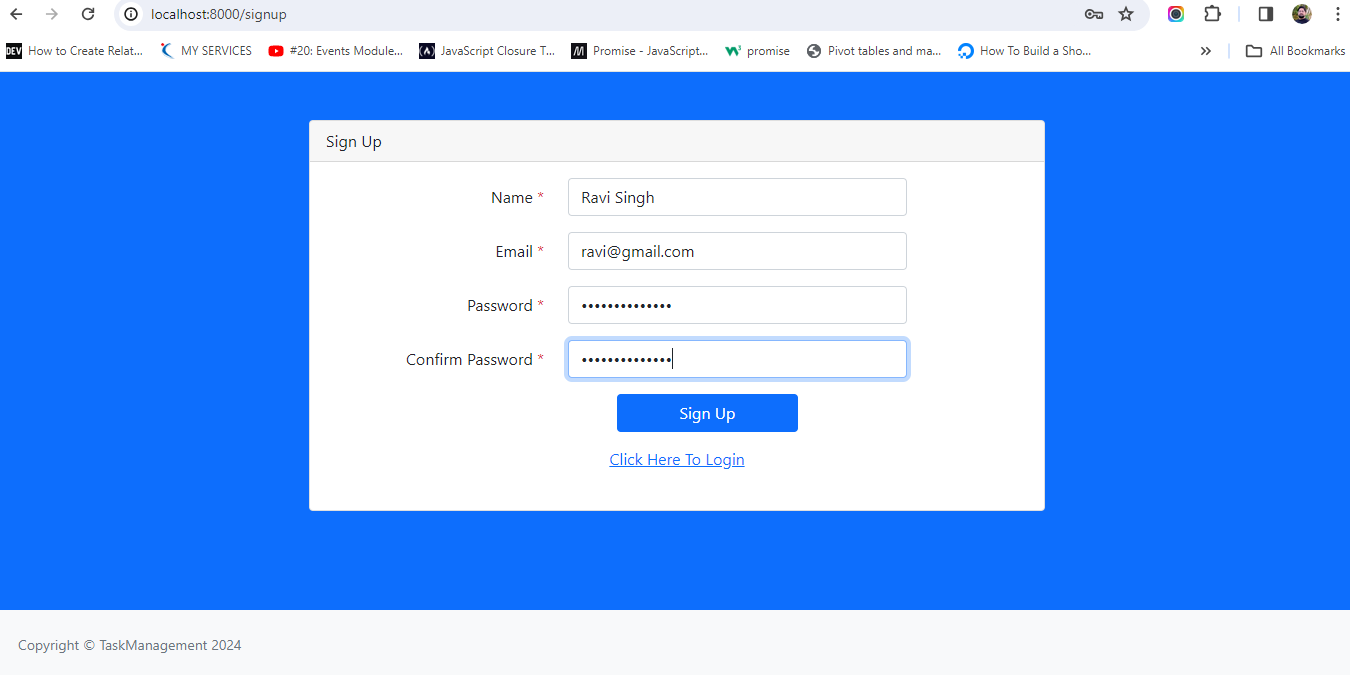 localhost:8000/signup
DEV How to Create Relat... MY SERVICES #20: Events Module... JavaScript Closure T... M Promise - JavaScript... W3 promise Pivot tables and ma... How To Build a Sho... » All Bookmarks
Sign Up
Name *
Ravi Singh
Email *
ravi@gmail.com
Password *
••••••••••••••
Confirm Password *
••••••••••••••
Sign Up
Click Here To Login
Copyright © TaskManagement 2024